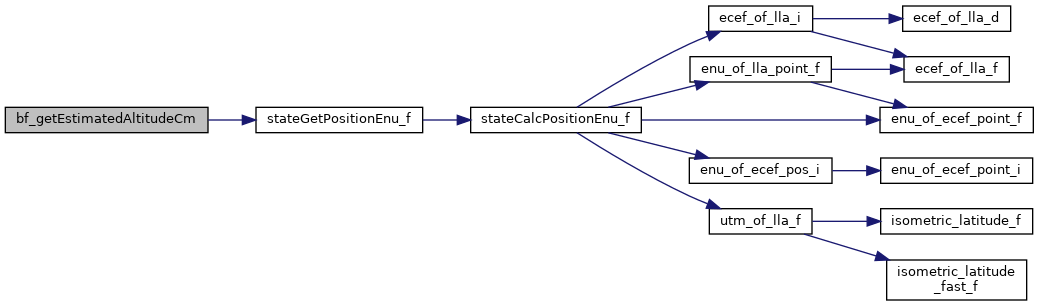 bf_getEstimatedAltitudeCm
stateGetPositionEnu_f
stateCalcPositionEnu_f
ecef_of_lla_i
enu_of_lla_point_f
enu_of_ecef_pos_i
utm_of_lla_f
ecef_of_lla_d
ecef_of_lla_f
enu_of_ecef_point_f
enu_of_ecef_point_i
isometric_latitude_f
isometric_latitude
_fast_f